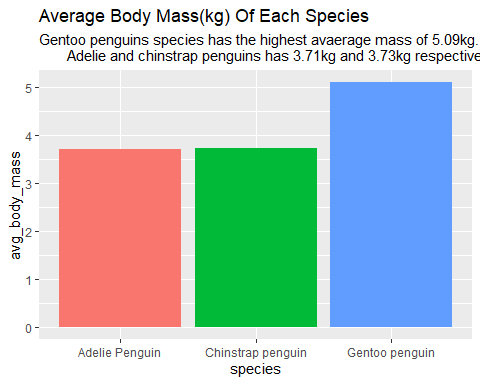 Average Body Mass(kg) Of Each Species
Gentoo penguins species has the highest avaerage mass of 5.09kg.
Adelie and chinstrap penguins has 3.71kg and 3.73kg respective
5
4
3
2
1
0
avg_body_mass
Adelie Penguin
Chinstrap penguin
Gentoo penguin
species